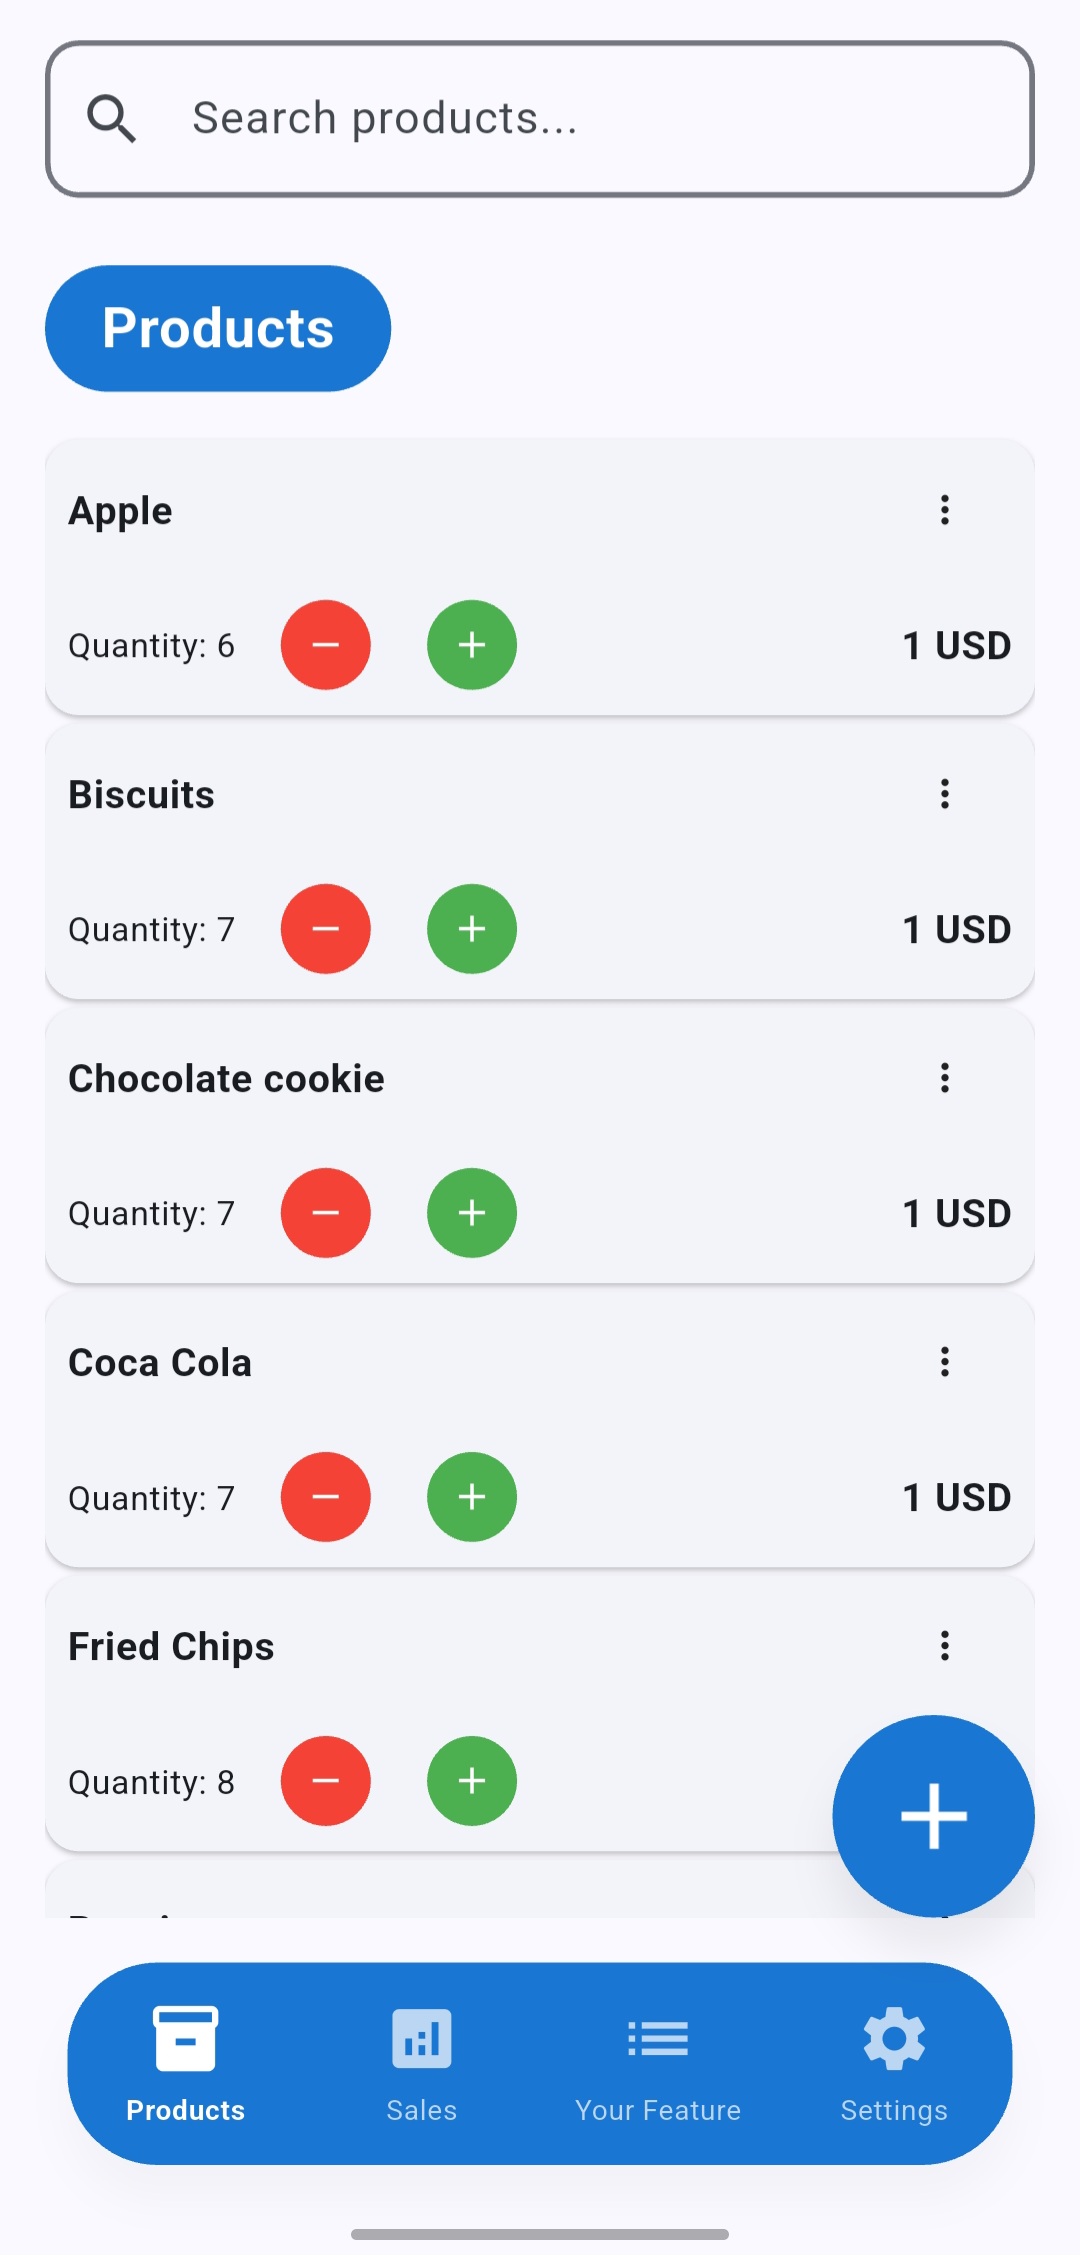 Search products...
Products
Apple
Quantity: 6
1 USD
Biscuits
Quantity: 7
1 USD
Chocolate cookie
Quantity: 7
1 USD
Coca Cola
Quantity: 7
1 USD
Fried Chips
Quantity: 8
Products
Sales
Your Feature
Settings